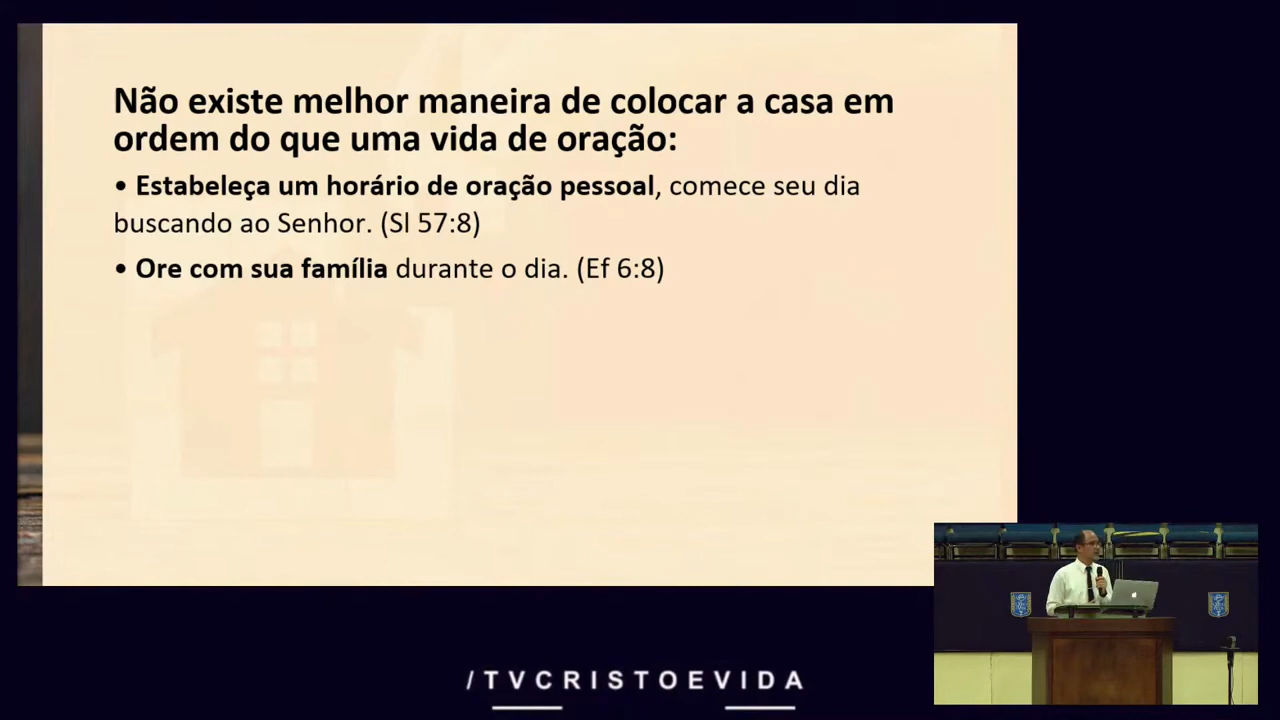 Não existe melhor maneira de colocar a casa em
ordem do que uma vida de oração:
• Estabeleça um horário de oração pessoal, comece seu dia
buscando ao Senhor. (Sl 57:8)
• Ore com sua família durante o dia. (Ef 6:8)
/TVCRISTOEVIDA